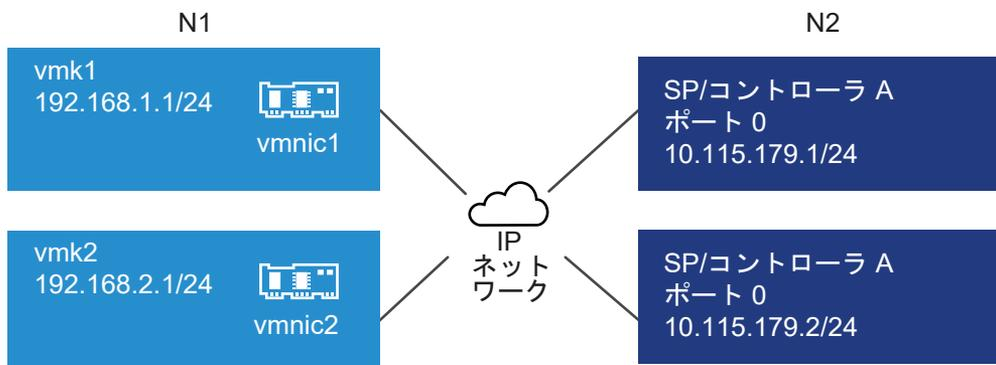 N1
N2
vmk1
192.168.1.1/24
vmnic1
SP/コントローラ A
ポート 0
10.115.179.1/24
IP
ネット
ワーク
vmk2
192.168.2.1/24
vmnic2
SP/コントローラ A
ポート 0
10.115.179.2/24